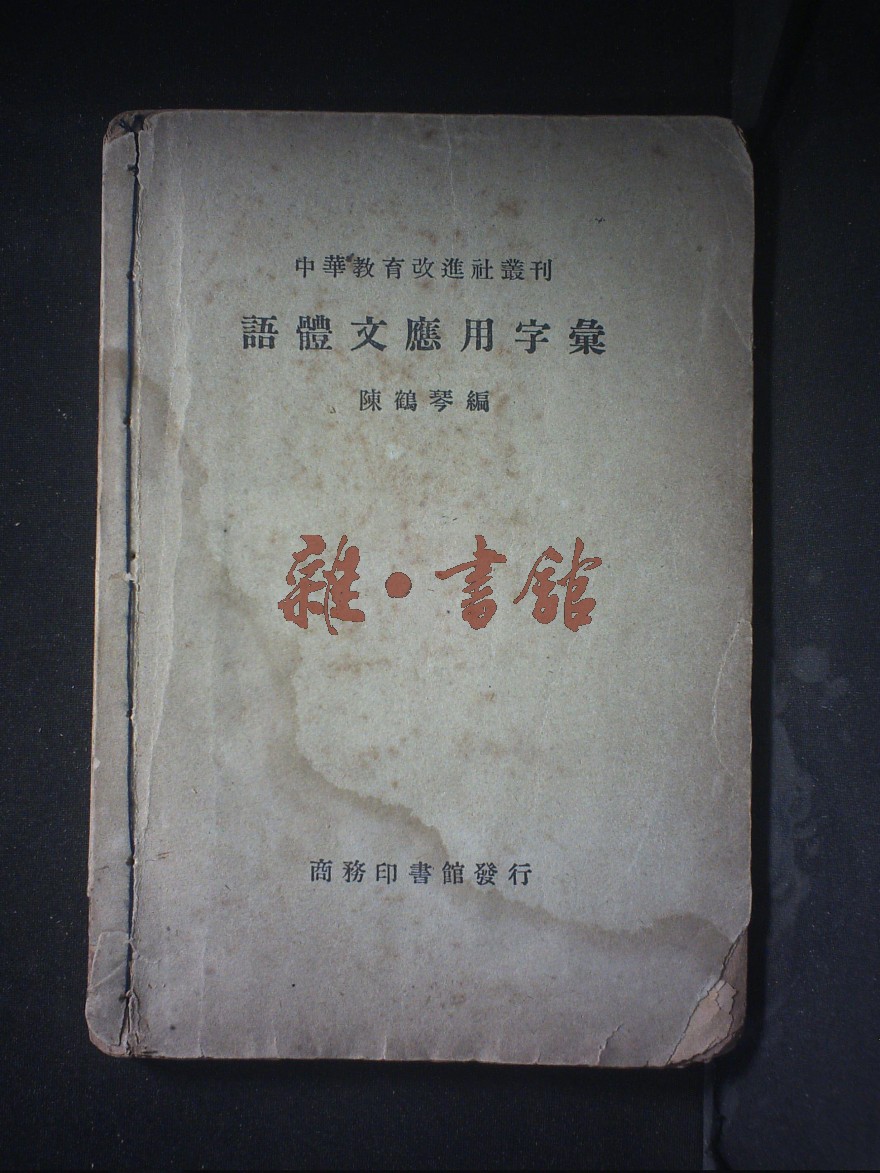 中華教育改進社叢刊
語體文應用字彙
陳鶴琴編
雜·書館
商務印書館發行